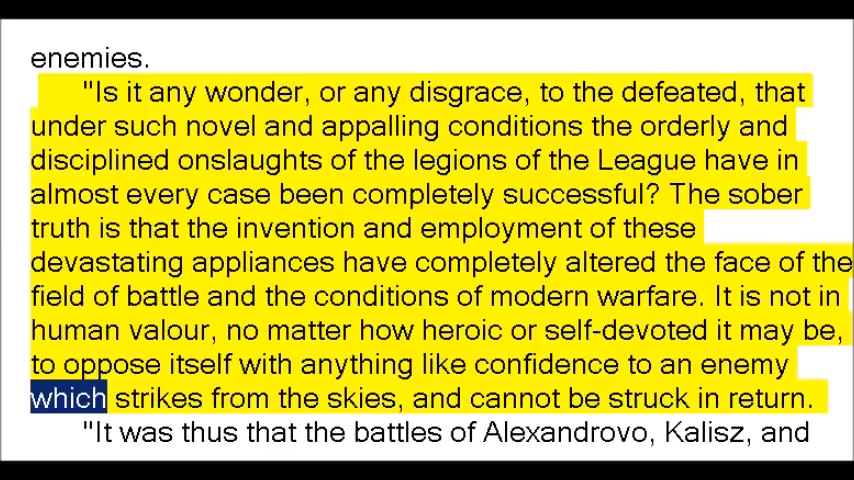 enemies.
"Is it any wonder, or any disgrace, to the defeated, that
under such novel and appalling conditions the orderly and
disciplined onslaughts of the legions of the League have in
almost every case been completely successful? The sober
truth is that the invention and employment of these
devastating appliances have completely altered the face of the
field of battle and the conditions of modern warfare. It is not in
human valour, no matter how heroic or self-devoted it may be,
to oppose itself with anything like confidence to an enemy
which strikes from the skies, and cannot be struck in return.
"It was thus that the battles of Alexandrovo, Kalisz, and